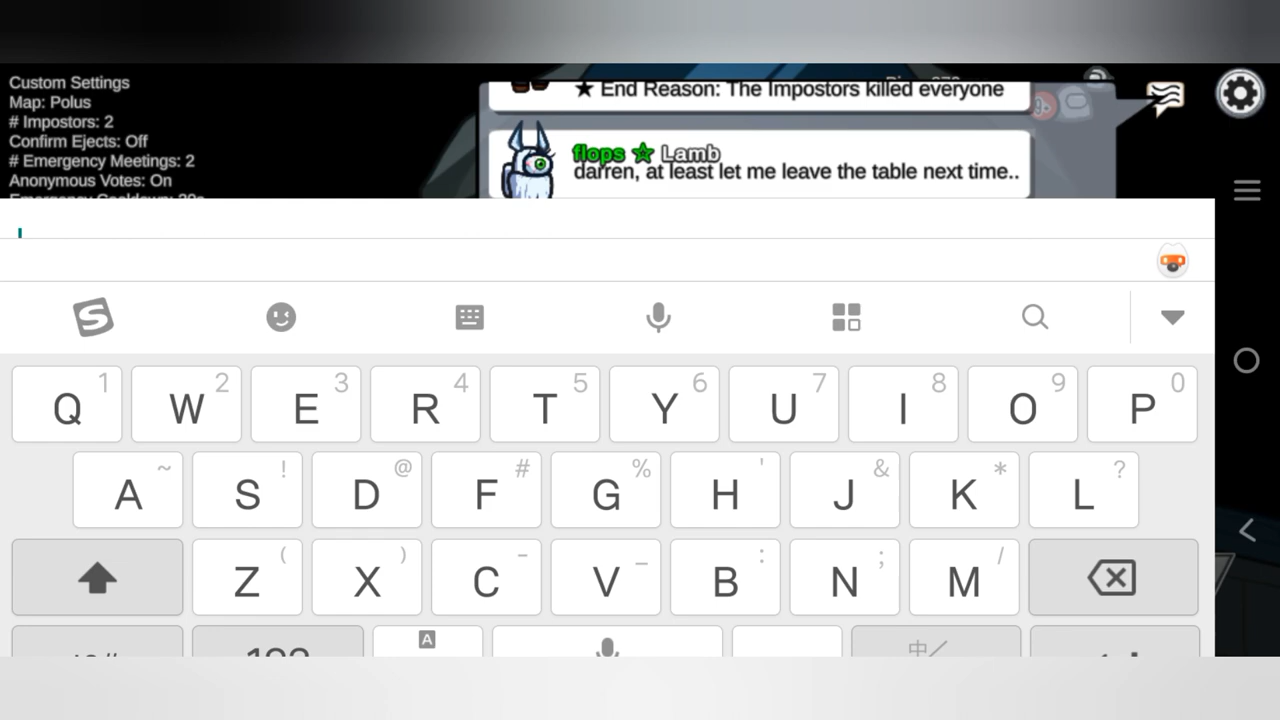 Custom Settings
Map: Polus
# Impostors: 2
Confirm Ejects: Off
# Emergency Meetings: 2
Anonymous Votes: On
★ End Reason: The Impostors killed everyone
flops ☆ Lamb
darren, at least let me leave the table next time..
1 2 3 4 5 6 7 8 9 0
Q W E R T Y U I O P
~ ! @ # % ' & * ?
A S D F G H J K L
( ) - _ : ; /
Z X C V B N M
A
中/